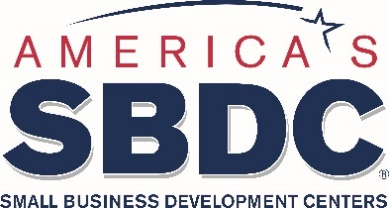 AMERICA'S
SBDC®
SMALL BUSINESS DEVELOPMENT CENTERS